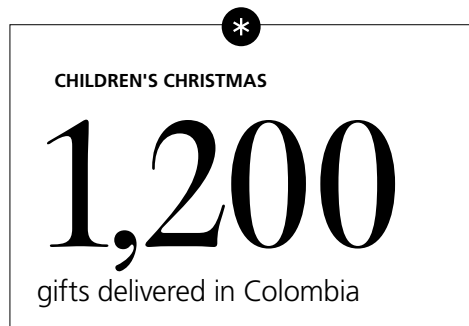 *
CHILDREN'S CHRISTMAS
1,200
gifts delivered in Colombia